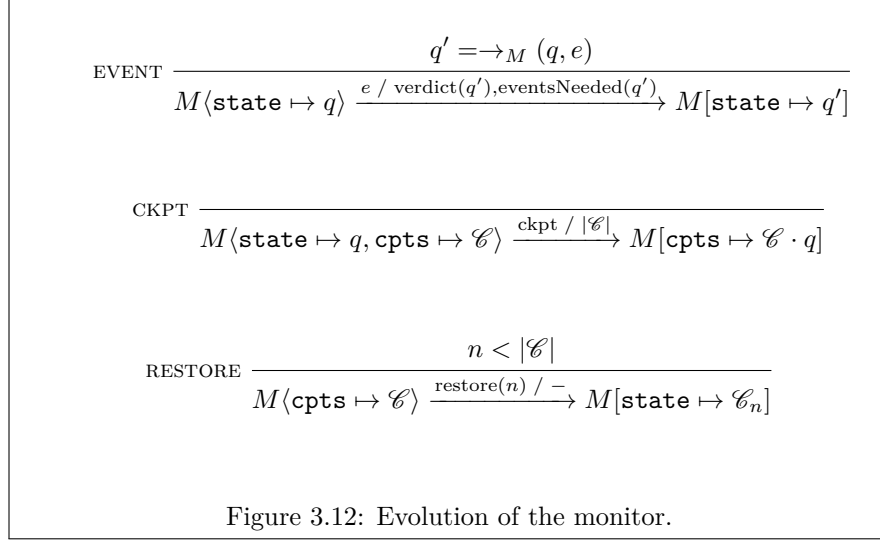 q′ =→_M (q, e)
EVENT
M⟨state ↦ q⟩ —e / verdict(q′),eventsNeeded(q′)→ M[state ↦ q′]
CKPT
M⟨state ↦ q, cpts ↦ 𝒞⟩ —ckpt / |𝒞|→ M[cpts ↦ 𝒞 · q]
n < |𝒞|
RESTORE
M⟨cpts ↦ 𝒞⟩ —restore(n) / −→ M[state ↦ 𝒞_n]
Figure 3.12: Evolution of the monitor.